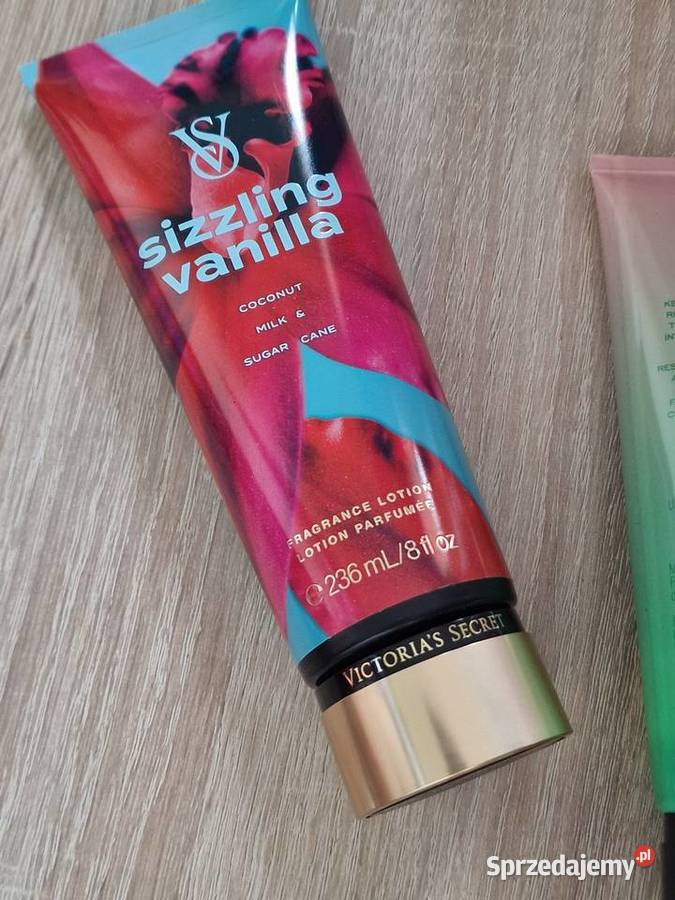 VS
sizzling
vanilla
COCONUT
MILK &
SUGAR CANE
FRAGRANCE LOTION
LOTION PARFUMÉE
℮ 236 mL/8 fl oz
VICTORIA'S SECRET
Sprzedajemy.pl